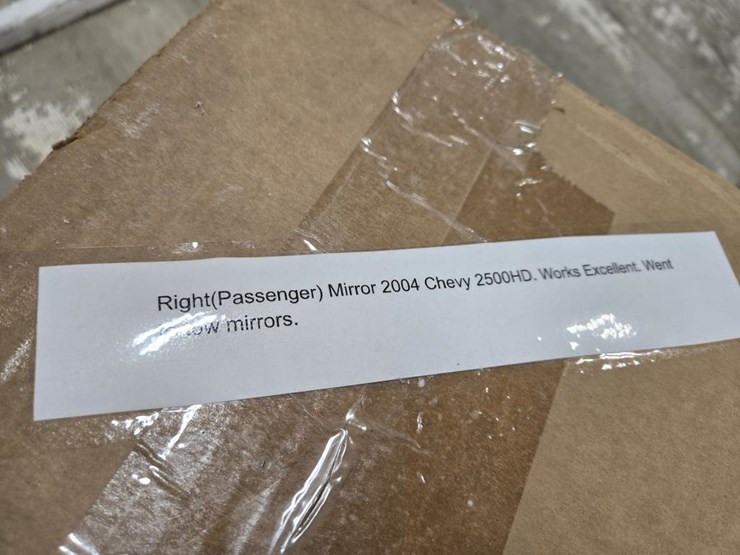 Right(Passenger) Mirror 2004 Chevy 2500HD. Works Excellent. Went
mirrors.